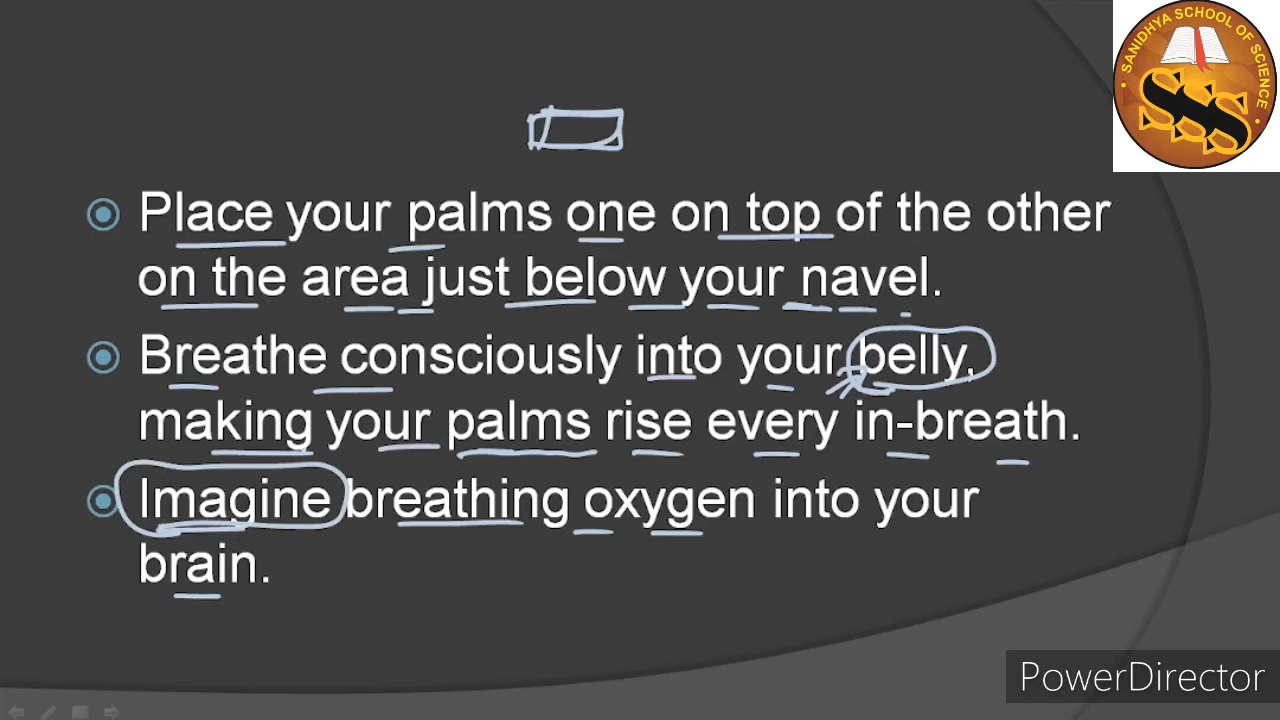 SANIDHYA SCHOOL OF SCIENCE
SSS
Place your palms one on top of the other
on the area just below your navel.
Breathe consciously into your belly,
making your palms rise every in-breath.
Imagine breathing oxygen into your
brain.
PowerDirector